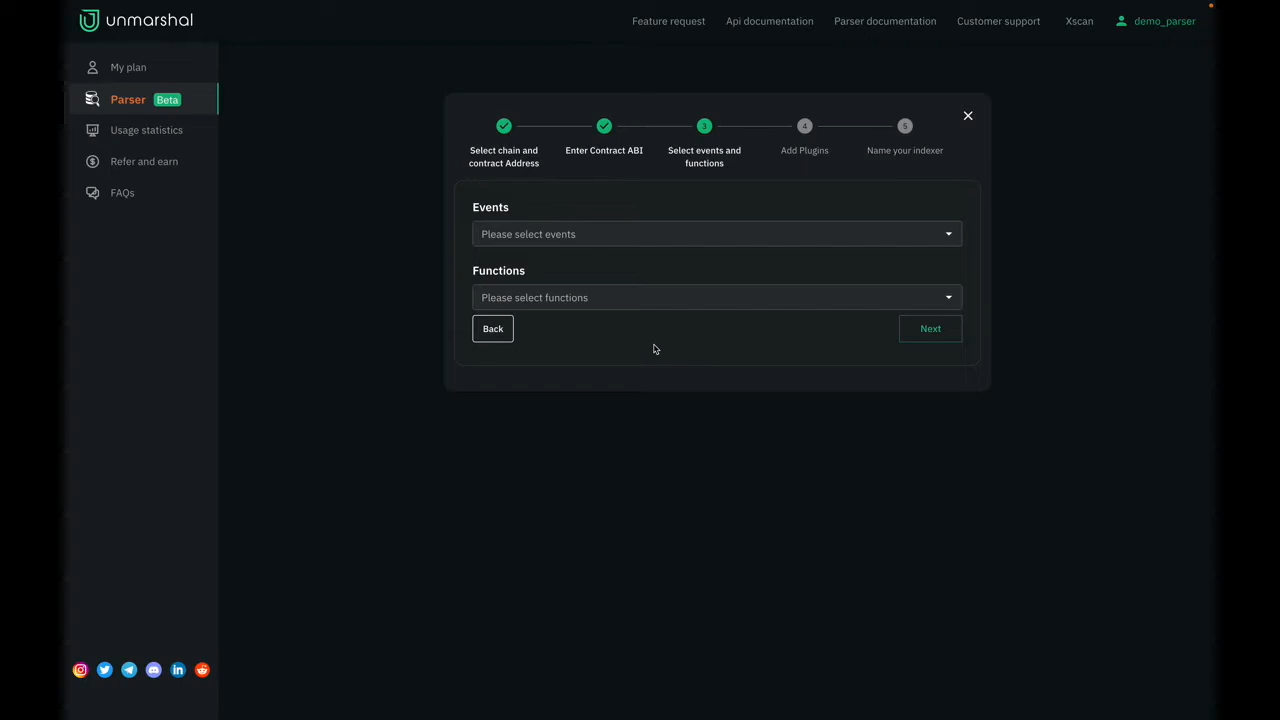 unmarshal
Feature request
Api documentation
Parser documentation
Customer support
Xscan
demo_parser
My plan
Parser Beta
Usage statistics
Refer and earn
FAQs
3
4
5
Select chain and
contract Address
Enter Contract ABI
Select events and
functions
Add Plugins
Name your indexer
Events
Please select events
Functions
Please select functions
Back
Next